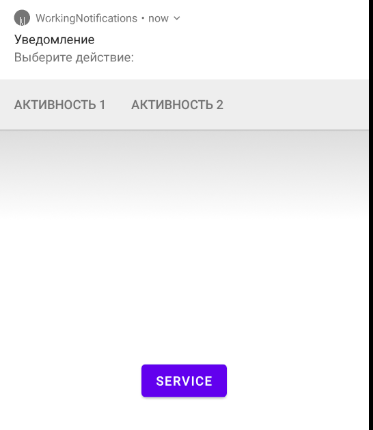 WorkingNotifications • now
Уведомление
Выберите действие:
АКТИВНОСТЬ 1 АКТИВНОСТЬ 2
SERVICE